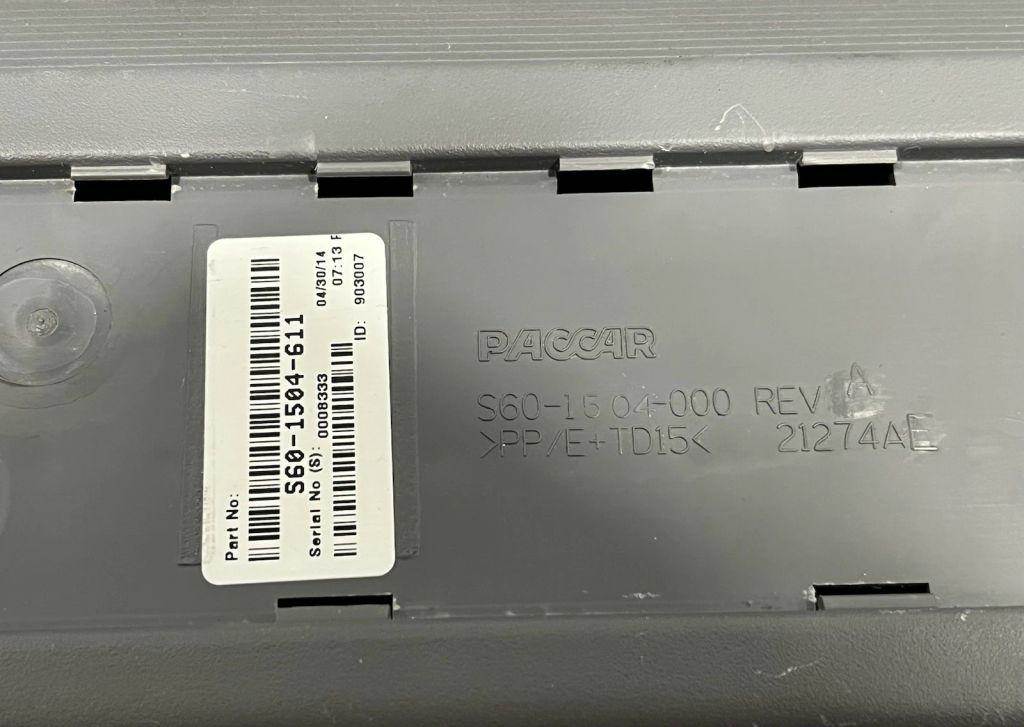 Part No:
S60-1504-611
Serial No (S): 0008333
04/30/14
07:13 P
ID: 903007
PACCAR
S60-1504-000 REV A
>PP/E+TD15< 21274AE